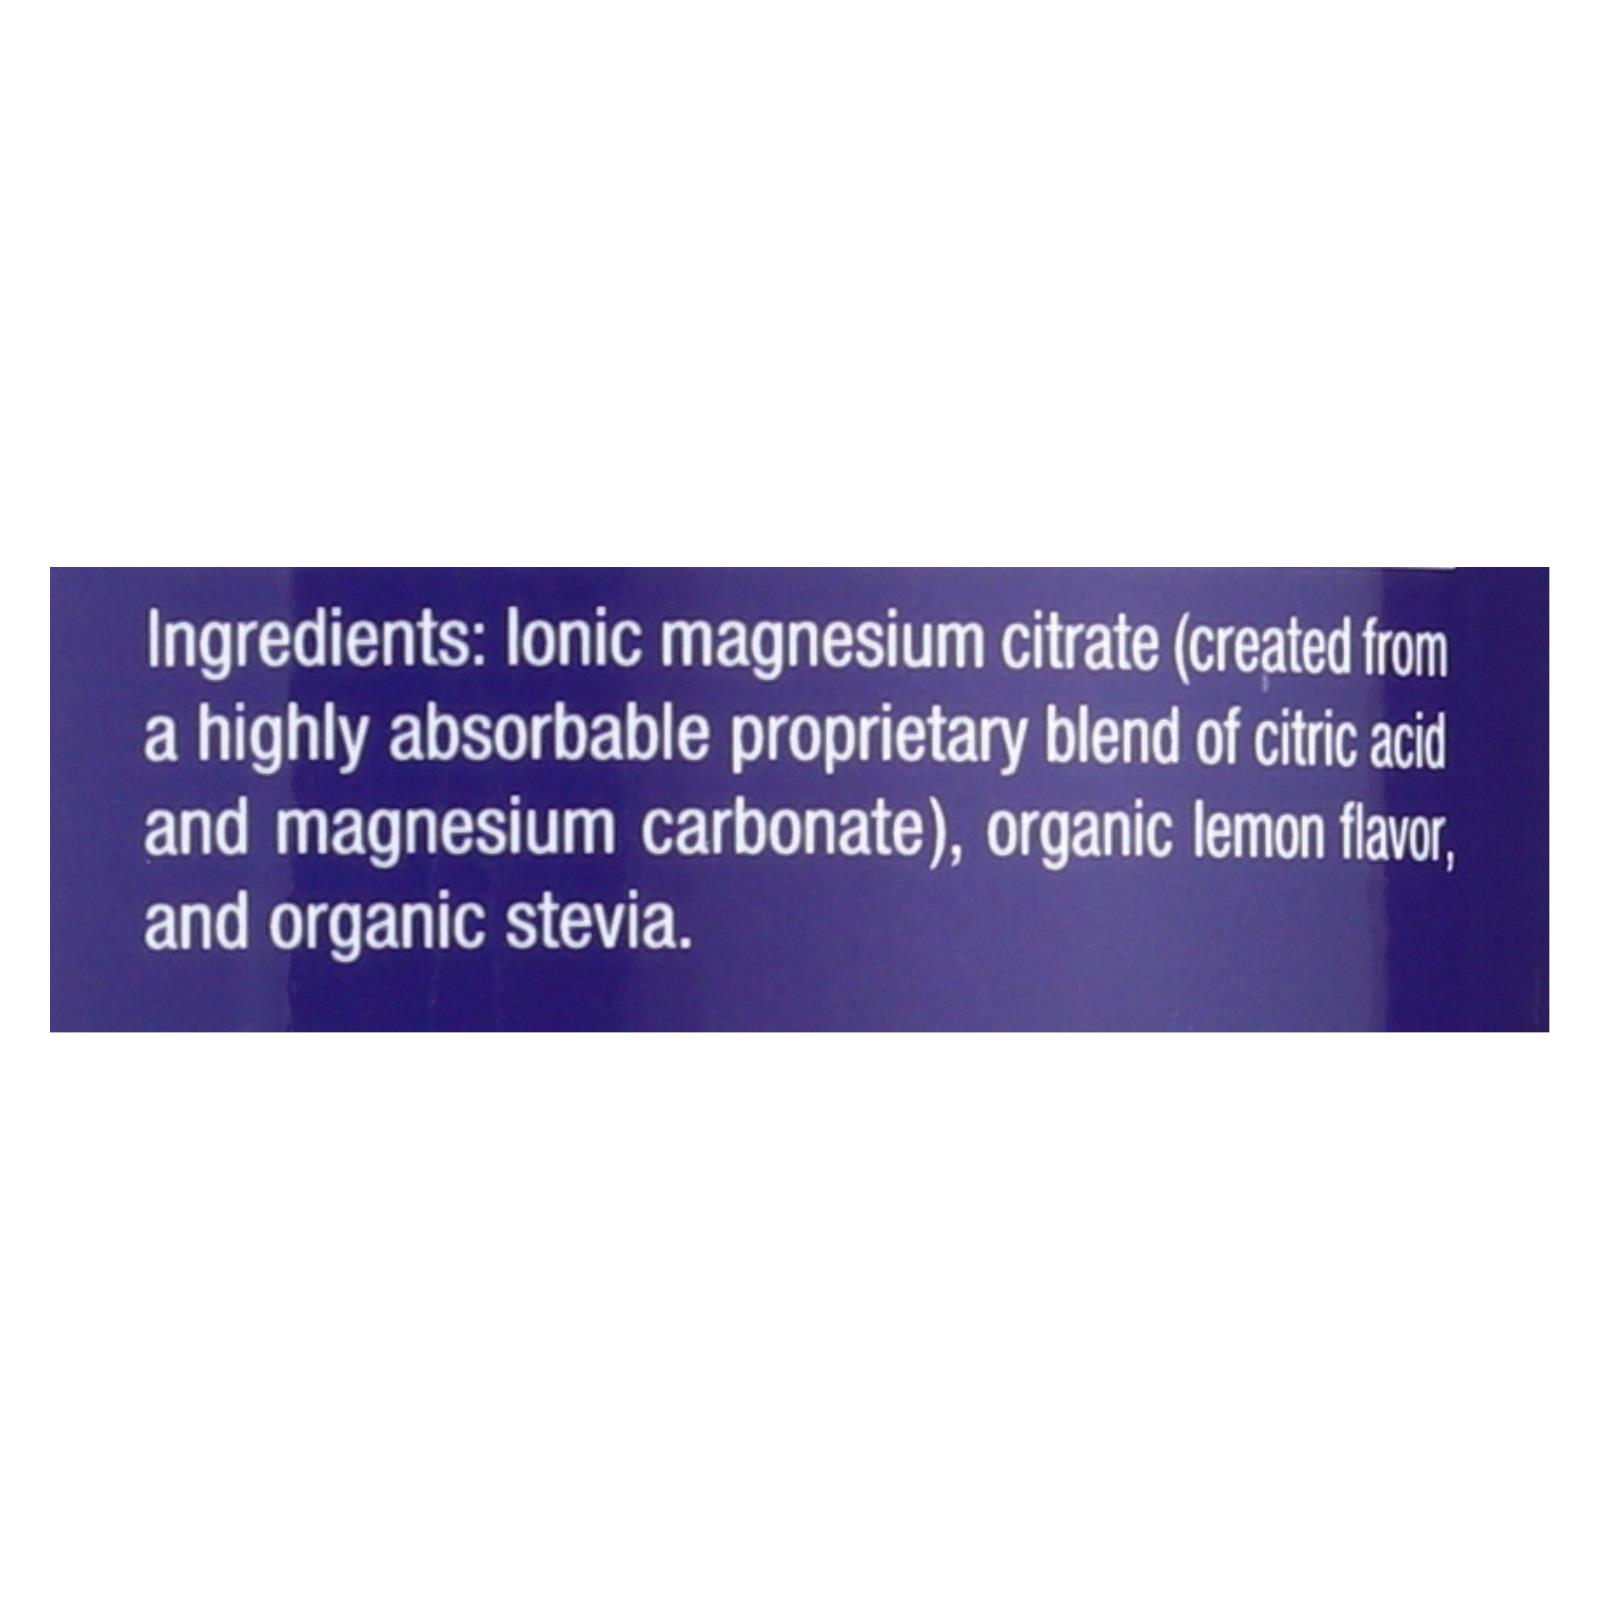 Ingredients: Ionic magnesium citrate (created from
a highly absorbable proprietary blend of citric acid
and magnesium carbonate), organic lemon flavor,
and organic stevia.